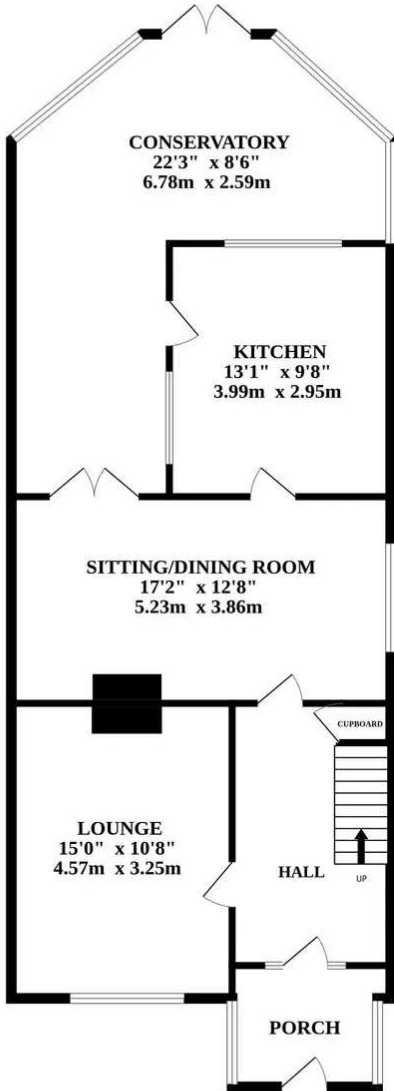 CONSERVATORY
22'3" x 8'6"
6.78m x 2.59m
KITCHEN
13'1" x 9'8"
3.99m x 2.95m
SITTING/DINING ROOM
17'2" x 12'8"
5.23m x 3.86m
CUPBOARD
LOUNGE
15'0" x 10'8"
4.57m x 3.25m
HALL
UP
PORCH